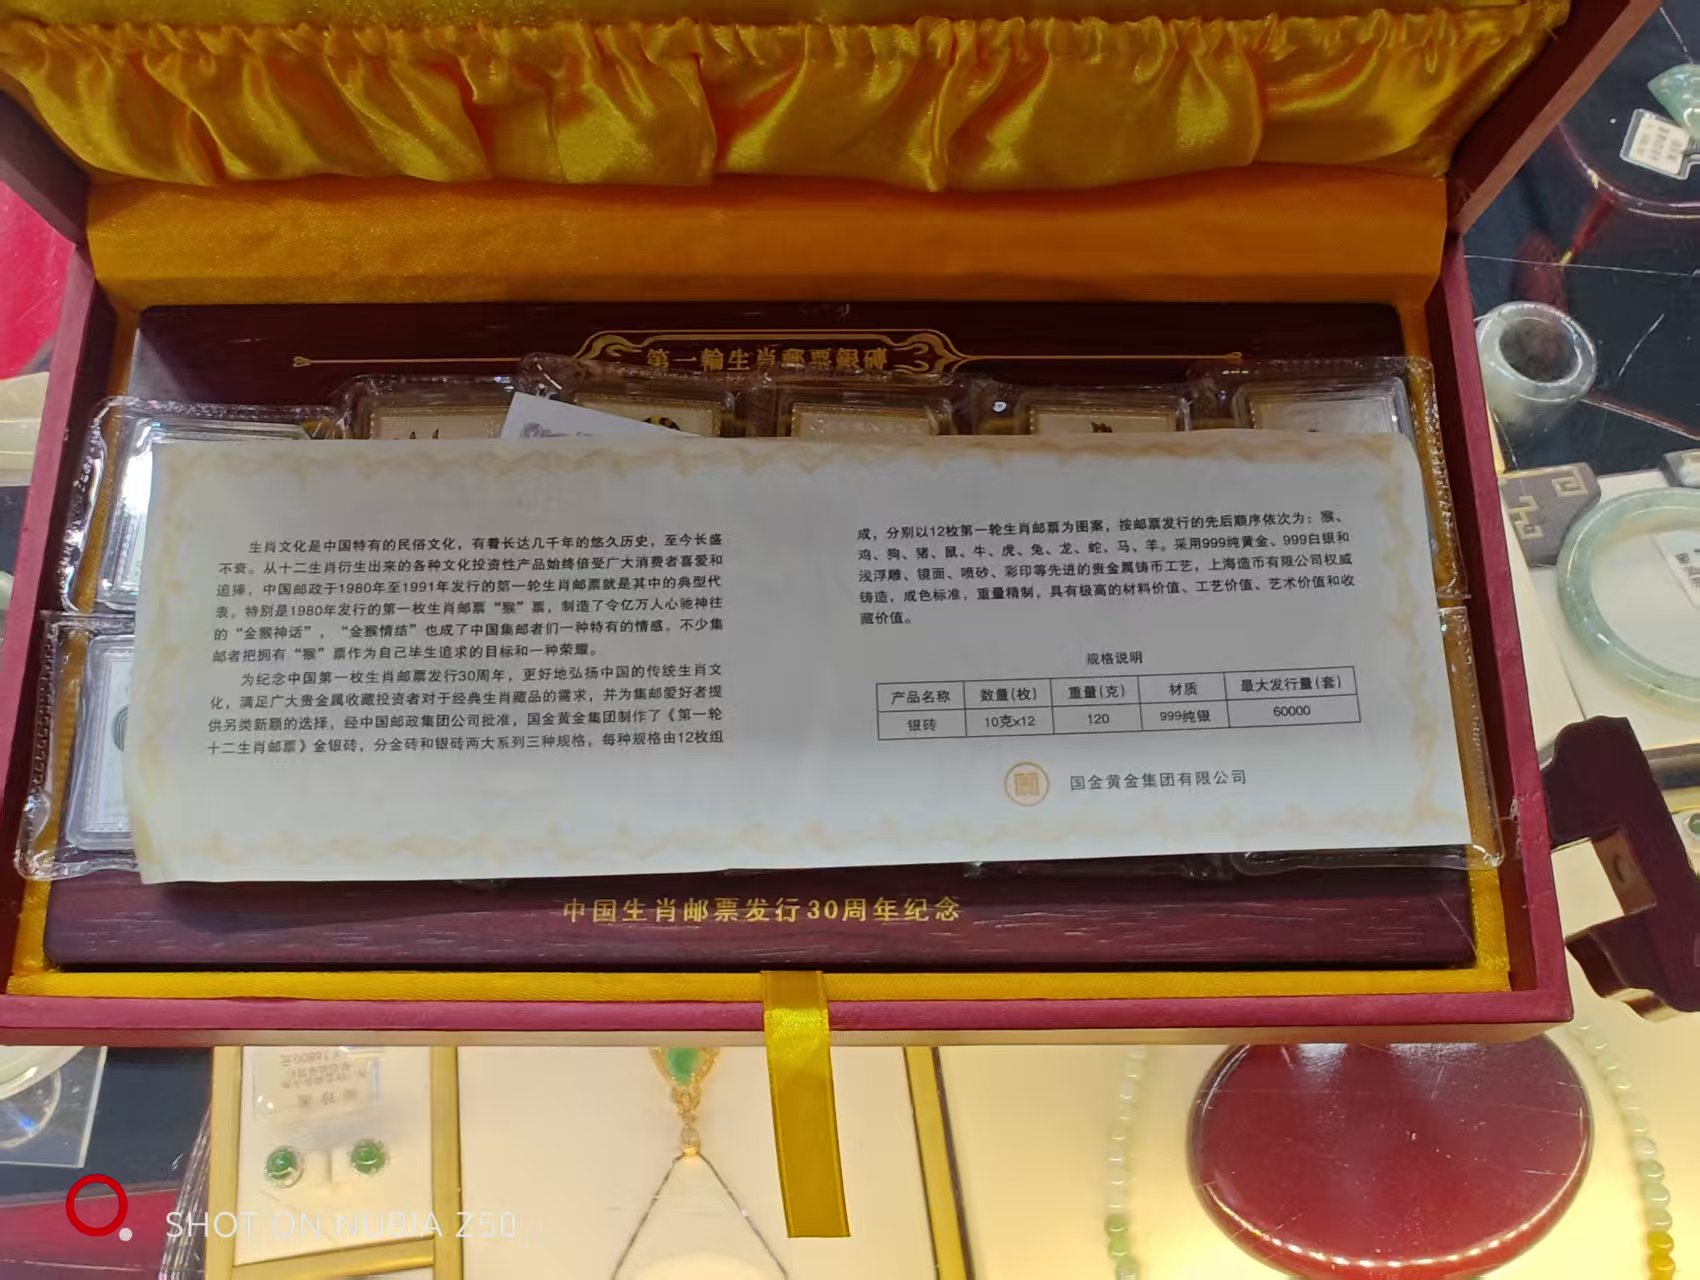 第一輪生肖邮票銀磚
生肖文化是中国特有的民俗文化，有着长达几千年的悠久历史，至今长盛
不衰。从十二生肖衍生出来的各种文化投资性产品始终倍受广大消费者喜爱和
追捧，中国邮政于1980年至1991年发行的第一轮生肖邮票就是其中的典型代
表。特别是1980年发行的第一枚生肖邮票“猴”票，制造了令亿万人心驰神往
的“金猴神话”，“金猴情结”也成了中国集邮者们一种特有的情感。不少集
邮者把拥有“猴”票作为自己毕生追求的目标和一种荣耀。
为纪念中国第一枚生肖邮票发行30周年，更好地弘扬中国的传统生肖文
化，满足广大贵金属收藏投资者对于经典生肖藏品的需求，并为集邮爱好者提
供另类新颖的选择，经中国邮政集团公司批准，国金黄金集团制作了《第一轮
十二生肖邮票》金银砖，分金砖和银砖两大系列三种规格，每种规格由12枚组
成，分别以12枚第一轮生肖邮票为图案，按邮票发行的先后顺序依次为：猴、
鸡、狗、猪、鼠、牛、虎、兔、龙、蛇、马、羊。采用999纯黄金、999白银和
浅浮雕、镜面、喷砂、彩印等先进的贵金属铸币工艺，上海造币有限公司权威
铸造，成色标准，重量精制。具有极高的材料价值、工艺价值、艺术价值和收
藏价值。
规格说明
产品名称 数量(枚) 重量(克) 材质 最大发行量(套)
银砖 10克x12 120 999纯银 60000
国金黄金集团有限公司
中国生肖邮票发行30周年纪念
SHOT ON NUBIA Z50